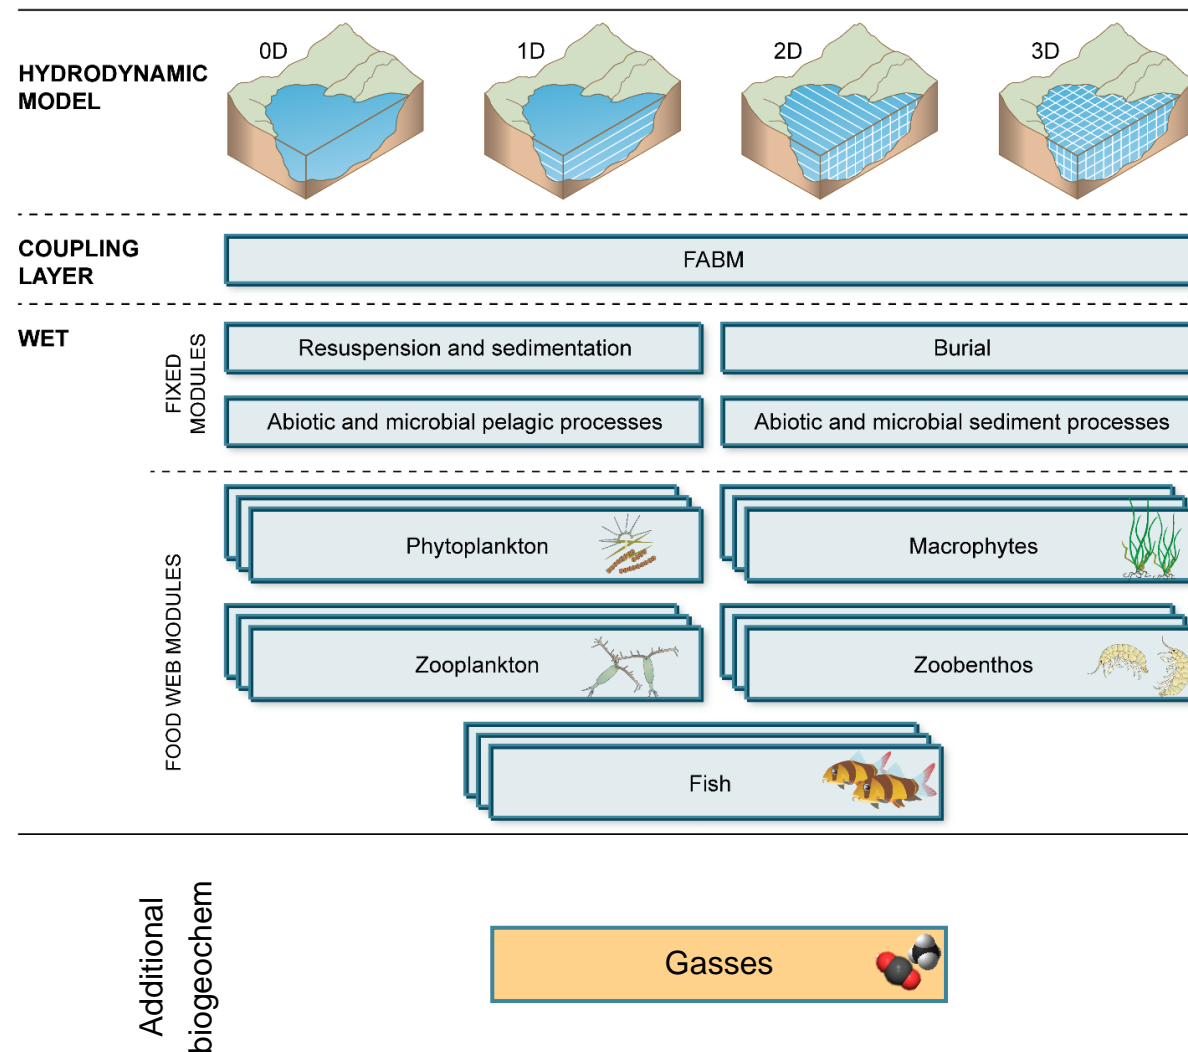 0D
1D
2D
3D
HYDRODYNAMIC
MODEL
COUPLING
LAYER
FABM
WET
FIXED
MODULES
Resuspension and sedimentation
Burial
Abiotic and microbial pelagic processes
Abiotic and microbial sediment processes
FOOD WEB MODULES
Phytoplankton
Macrophytes
Zooplankton
Zoobenthos
Fish
Additional
biogeochem
Gasses